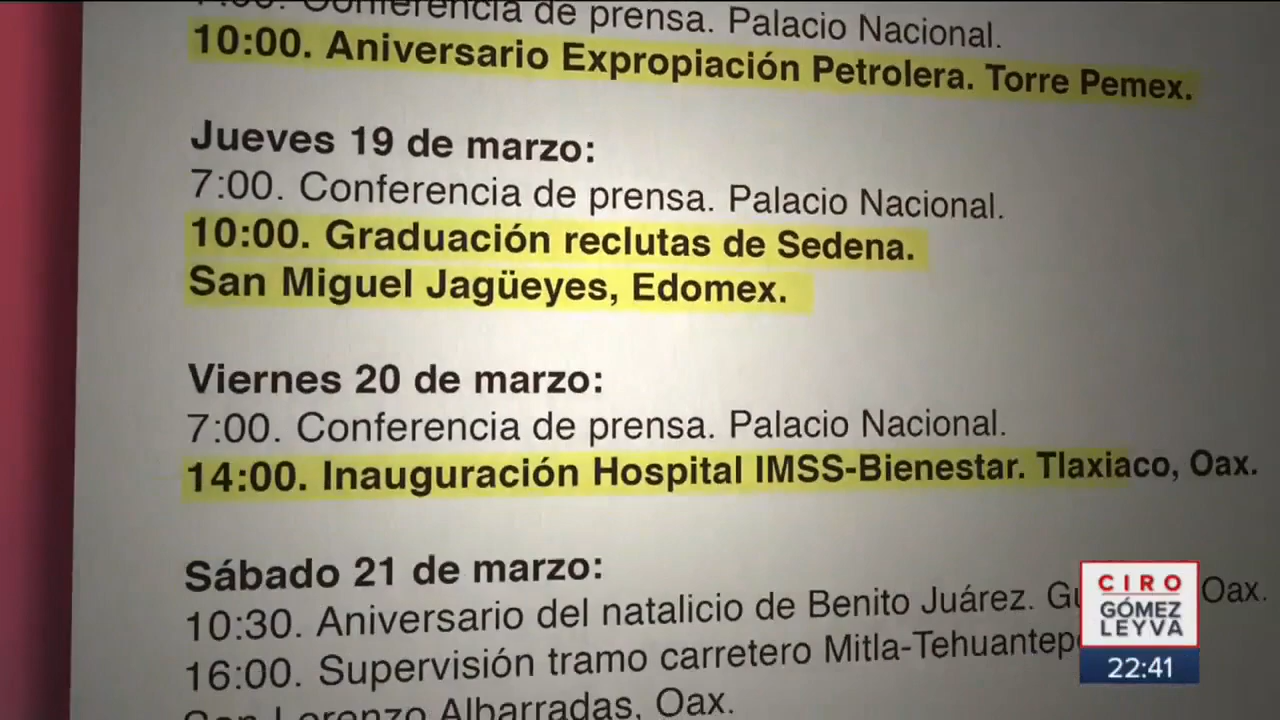 Conferencia de prensa. Palacio Nacional.
10:00. Aniversario Expropiación Petrolera. Torre Pemex.
Jueves 19 de marzo:
7:00. Conferencia de prensa. Palacio Nacional.
10:00. Graduación reclutas de Sedena.
San Miguel Jagüeyes, Edomex.
Viernes 20 de marzo:
7:00. Conferencia de prensa. Palacio Nacional.
14:00. Inauguración Hospital IMSS-Bienestar. Tlaxiaco, Oax.
Sábado 21 de marzo:
10:30. Aniversario del natalicio de Benito Juárez. Oax.
16:00. Supervisión tramo carretero Mitla-Tehuantep
San Lorenzo Albarradas, Oax.
CIRO
GÓMEZ
LEYVA
22:41